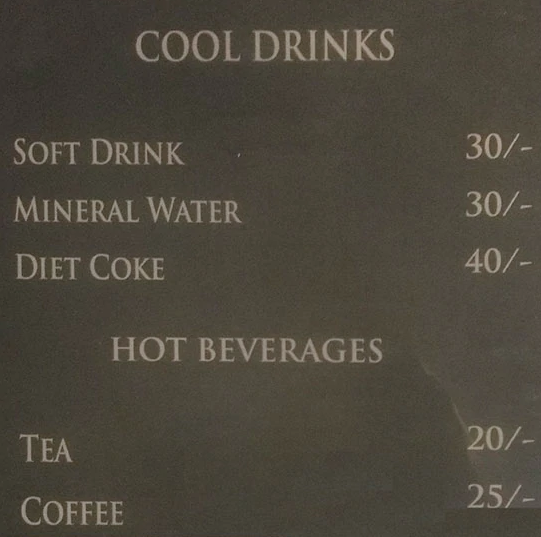 COOL DRINKS
SOFT DRINK 30/-
MINERAL WATER 30/-
DIET COKE 40/-
HOT BEVERAGES
TEA 20/-
COFFEE 25/-